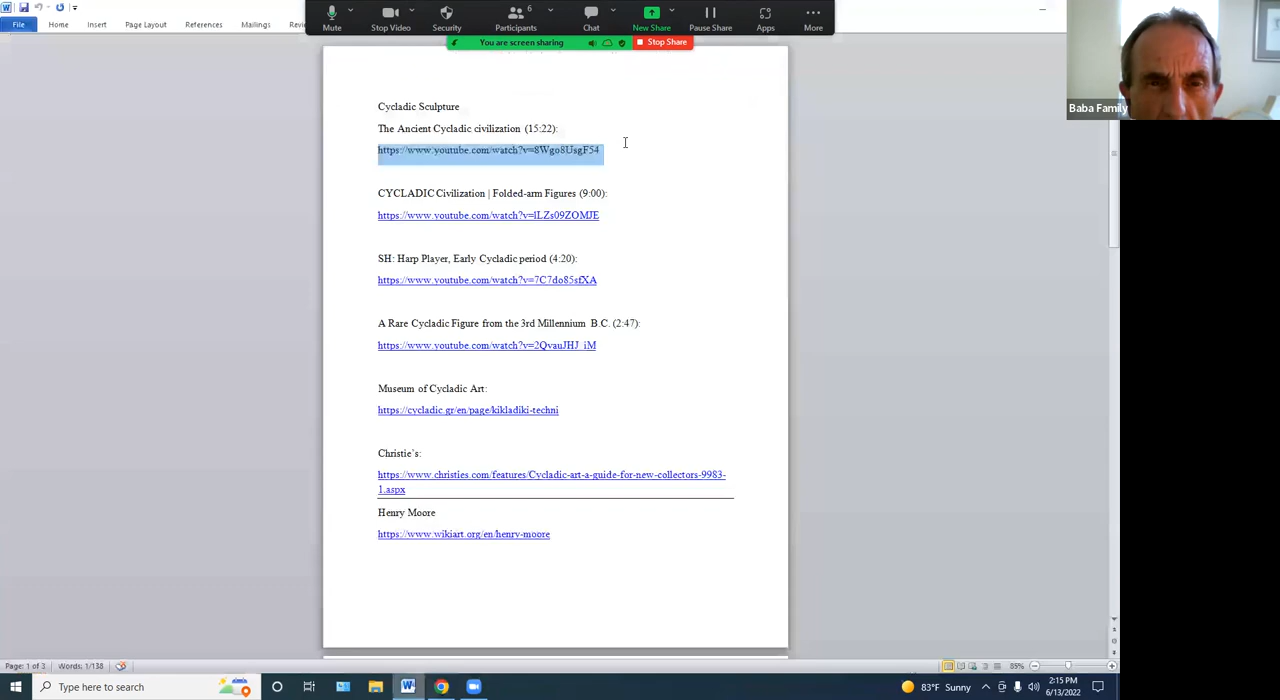 File
Home
Insert
Page Layout
References
Mailings
Mute
Stop Video
Security
6
Participants
Chat
New Share
Pause Share
Apps
More
You are screen sharing
Stop Share
Baba Family
Cycladic Sculpture
The Ancient Cycladic civilization (15:22):
https://www.youtube.com/watch?v=8Wgo8UsgF54
CYCLADIC Civilization | Folded-arm Figures (9:00):
https://www.youtube.com/watch?v=lLZs09ZOMJE
SH: Harp Player, Early Cycladic period (4:20):
https://www.youtube.com/watch?v=7C7do85sfXA
A Rare Cycladic Figure from the 3rd Millennium B.C. (2:47):
https://www.youtube.com/watch?v=2QvauJHJ_iM
Museum of Cycladic Art:
https://cycladic.gr/en/page/kikladiki-techni
Christie's:
https://www.christies.com/features/Cycladic-art-a-guide-for-new-collectors-9983-
1.aspx
Henry Moore
https://www.wikiart.org/en/henry-moore
Page: 1 of 3
Words: 1/138
85%
Type here to search
83°F Sunny
2:15 PM
6/13/2022